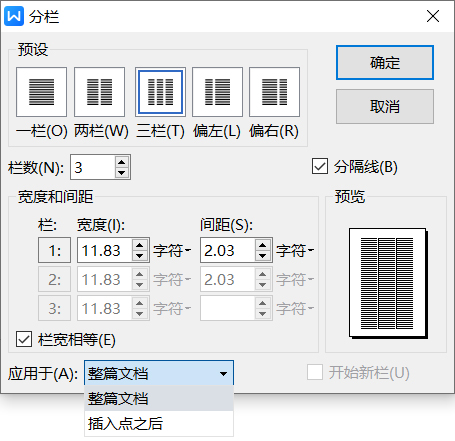 分栏
预设
一栏(O) 两栏(W) 三栏(T) 偏左(L) 偏右(R)
确定
取消
栏数(N): 3
分隔线(B)
宽度和间距
预览
栏: 宽度(I): 间距(S):
1: 11.83 字符 2.03 字符
2: 11.83 字符 2.03 字符
3: 11.83 字符 字符
栏宽相等(E)
应用于(A): 整篇文档
开始新栏(U)
整篇文档
插入点之后